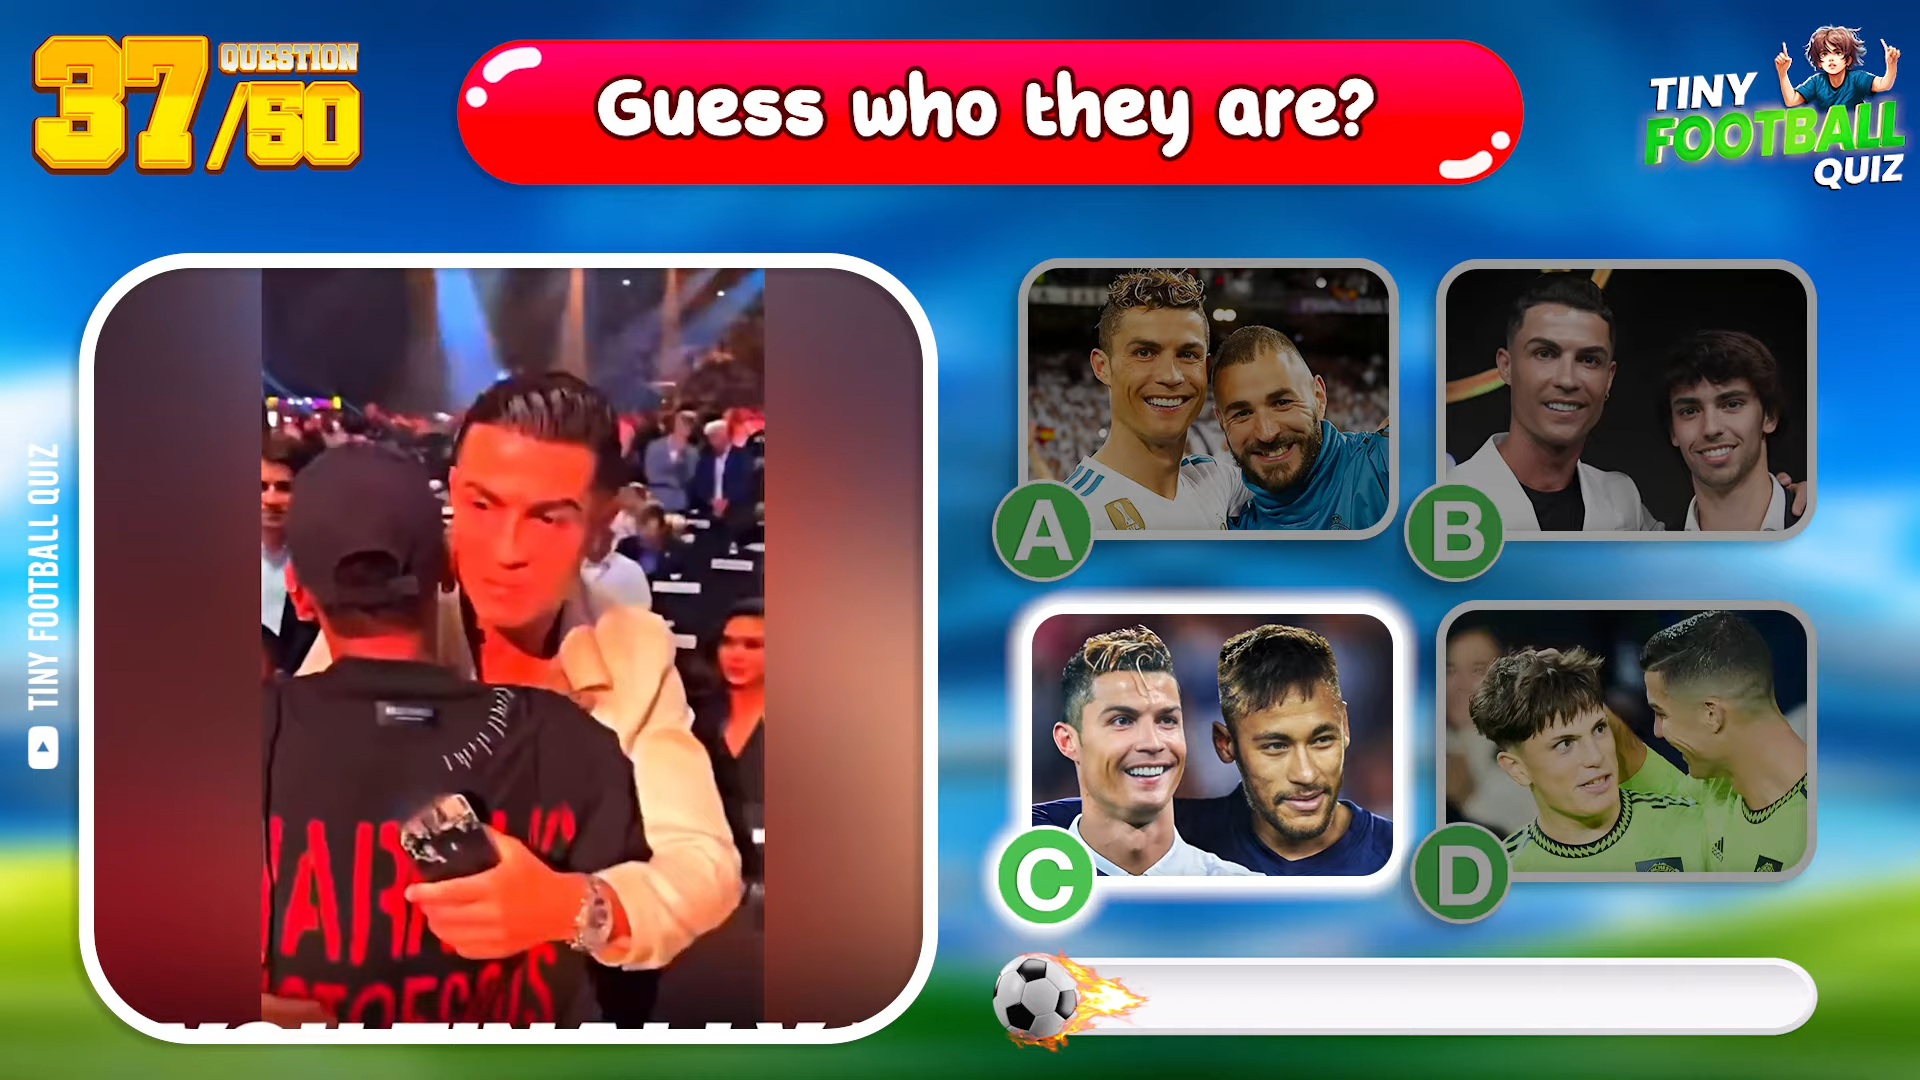 37
QUESTION
/50
Guess who they are?
TINY
FOOTBALL
QUIZ
TINY FOOTBALL QUIZ
A
B
C
D